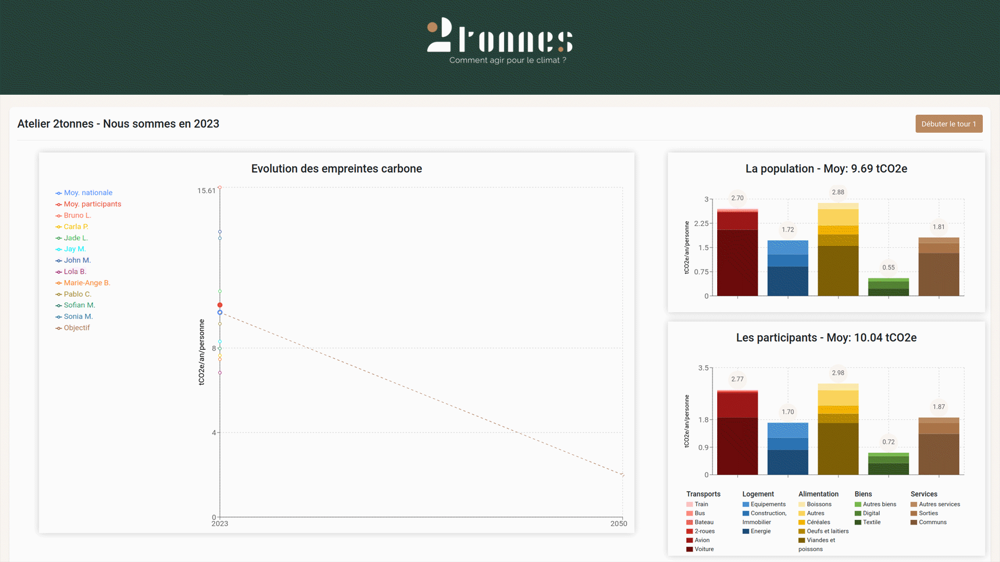 2tonnes
Comment agir pour le climat ?
Atelier 2tonnes - Nous sommes en 2023
Débuter le tour 1
Evolution des empreintes carbone
Moy. nationale
Moy. participants
Bruno L.
Carla P.
Jade L.
Jay M.
John M.
Lola B.
Marie-Ange B.
Pablo C.
Sofian M.
Sonia M.
Objectif
tCO2e/an/personne
15.61
8
4
0
2023
2050
La population - Moy: 9.69 tCO2e
tCO2e/an/personne
3
2.25
1.5
0.75
0
2.70
1.72
2.88
0.55
1.81
Les participants - Moy: 10.04 tCO2e
tCO2e/an/personne
3.5
1.8
0.9
0
2.77
1.70
2.98
0.72
1.87
Transports
Train
Bus
Bateau
2-roues
Avion
Voiture
Logement
Equipements
Construction,
Immobilier
Energie
Alimentation
Boissons
Autres
Céréales
Oeufs et laitiers
Viandes et
poissons
Biens
Autres biens
Digital
Textile
Services
Autres services
Sorties
Communs